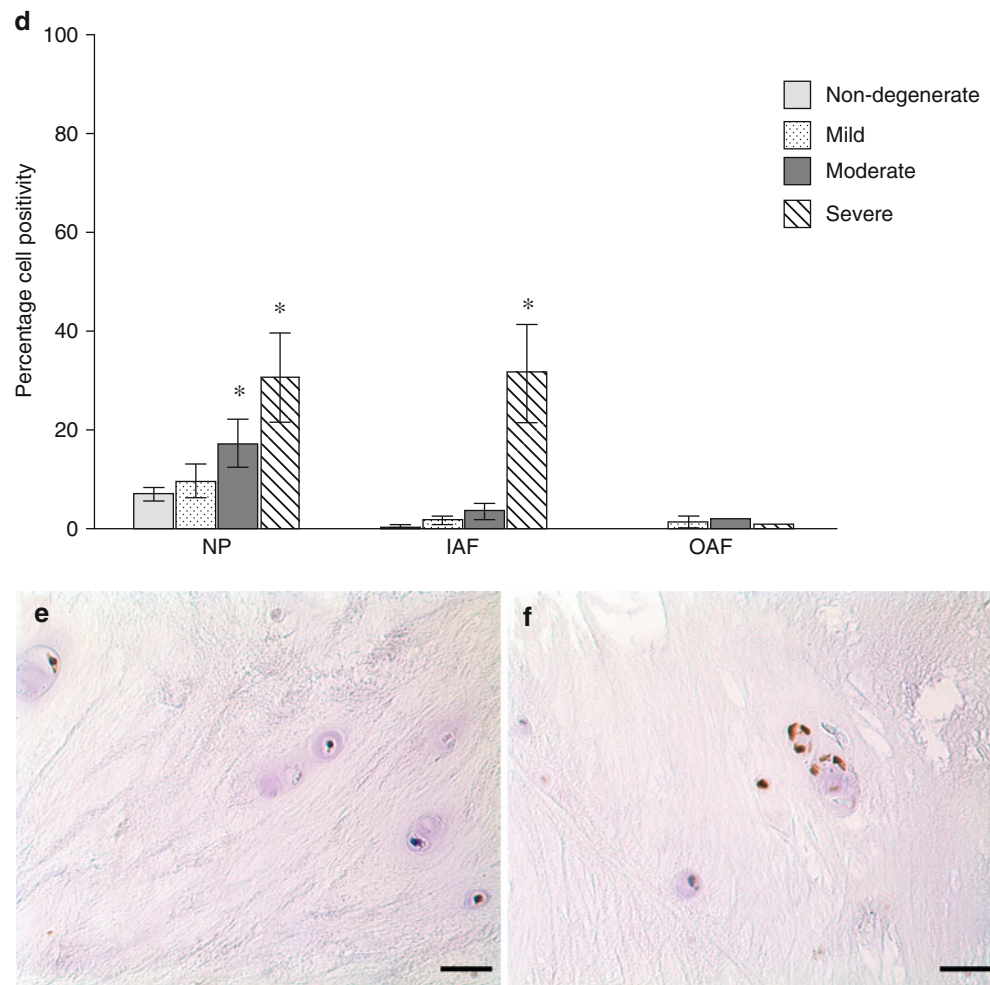 d
100
80
60
40
20
0
Percentage cell positivity
*
*
*
NP
IAF
OAF
Non-degenerate
Mild
Moderate
Severe
e
f